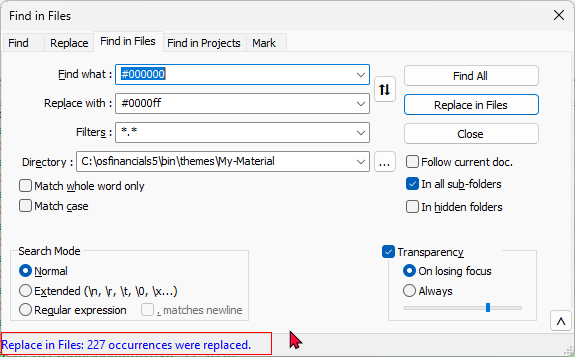 Find in Files
Find Replace Find in Files Find in Projects Mark
Find what : #000000 Find All
Replace with : #0000ff Replace in Files
Filters : *.* Close
Directory : C:\osfinancials5\bin\themes\My-Material ... Follow current doc.
Match whole word only In all sub-folders
Match case In hidden folders
Search Mode Transparency
Normal On losing focus
Extended (\n, \r, \t, \0, \x...) Always
Regular expression . matches newline
Replace in Files: 227 occurrences were replaced.